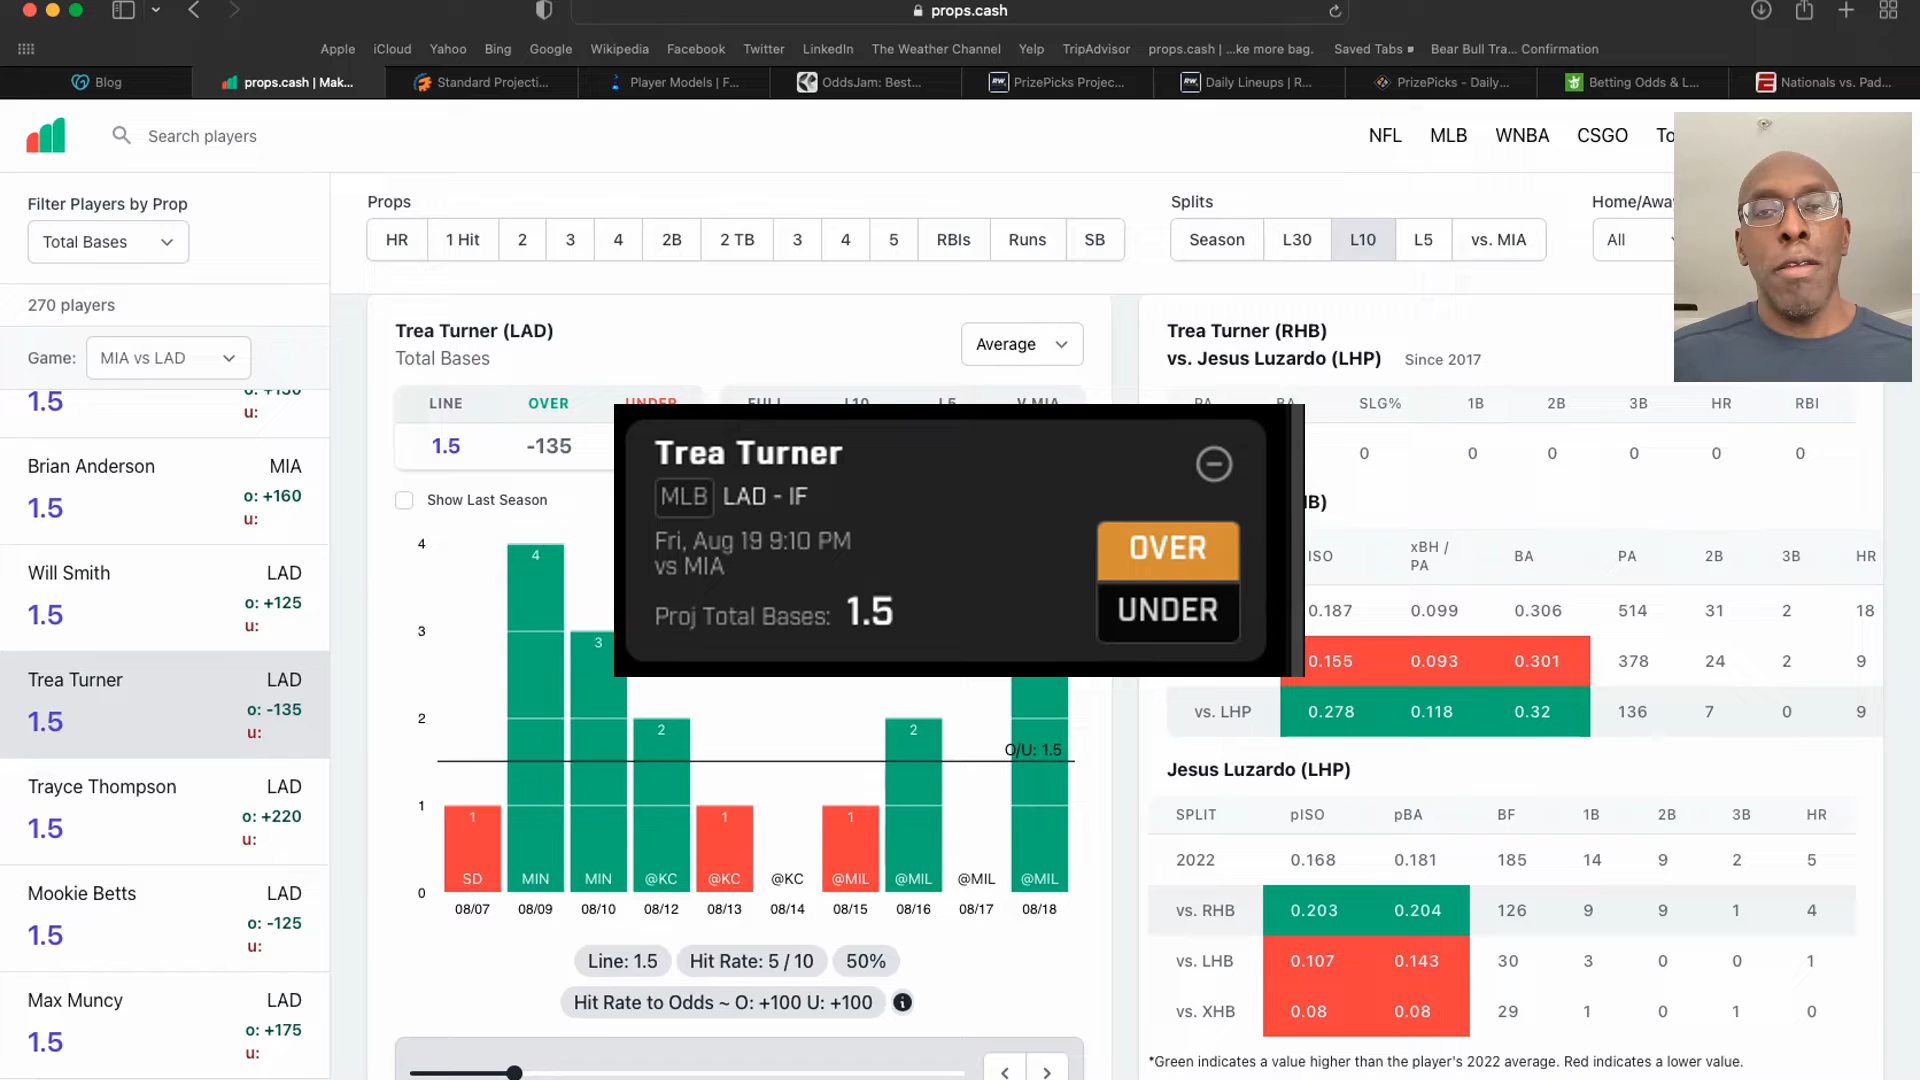 props.cash
Apple iCloud Yahoo Bing Google Wikipedia Facebook Twitter LinkedIn The Weather Channel Yelp TripAdvisor props.cash | ...ke more bag. Saved Tabs Bear Bull Tra... Confirmation
Blog props.cash | Mak... Standard Projecti... Player Models | F... OddsJam: Best... PrizePicks Projec... Daily Lineups | R... PrizePicks - Daily... Betting Odds & L... Nationals vs. Pad...
Search players
NFL MLB WNBA CSGO To
Filter Players by Prop
Total Bases
270 players
Game: MIA vs LAD
1.5
u:
Brian Anderson MIA
1.5 o: +160
u:
Will Smith LAD
1.5 o: +125
u:
Trea Turner LAD
1.5 o: -135
u:
Trayce Thompson LAD
1.5 o: +220
u:
Mookie Betts LAD
1.5 o: -125
u:
Max Muncy LAD
1.5 o: +175
u:
Props
HR 1 Hit 2 3 4 2B 2 TB 3 4 5 RBIs Runs SB
Splits
Season L30 L10 L5 vs. MIA
Home/Away
All
Trea Turner (LAD)
Total Bases
Average
LINE OVER UNDER
1.5 -135
Show Last Season
Trea Turner
MLB LAD - IF
Fri, Aug 19 9:10 PM
vs MIA
Proj Total Bases: 1.5
OVER
UNDER
4
3
2
1
0
1 4 3 2 1 1 2
O/U: 1.5
SD MIN MIN @KC @KC @KC @MIL @MIL @MIL @MIL
08/07 08/09 08/10 08/12 08/13 08/14 08/15 08/16 08/17 08/18
Line: 1.5 Hit Rate: 5 / 10 50%
Hit Rate to Odds ~ O: +100 U: +100
Trea Turner (RHB)
vs. Jesus Luzardo (LHP) Since 2017
SLG% 1B 2B 3B HR RBI
0 0 0 0 0 0
ISO xBH / PA BA PA 2B 3B HR
0.187 0.099 0.306 514 31 2 18
0.155 0.093 0.301 378 24 2 9
vs. LHP 0.278 0.118 0.32 136 7 0 9
Jesus Luzardo (LHP)
SPLIT pISO pBA BF 1B 2B 3B HR
2022 0.168 0.181 185 14 9 2 5
vs. RHB 0.203 0.204 126 9 9 1 4
vs. LHB 0.107 0.143 30 3 0 0 1
vs. XHB 0.08 0.08 29 1 0 1 0
*Green indicates a value higher than the player's 2022 average. Red indicates a lower value.